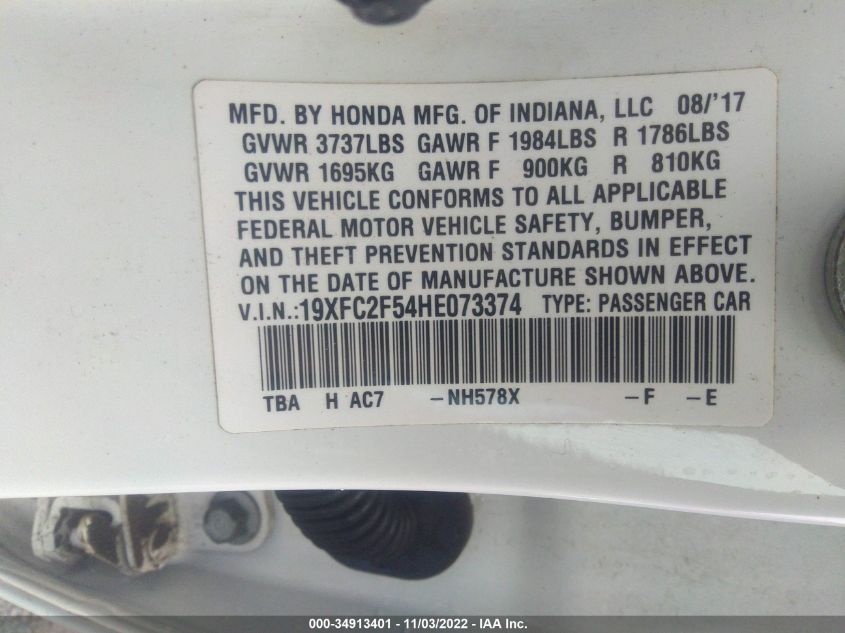 MFD. BY HONDA MFG. OF INDIANA, LLC 08/'17
GVWR 3737LBS GAWR F 1984LBS R 1786LBS
GVWR 1695KG GAWR F 900KG R 810KG
THIS VEHICLE CONFORMS TO ALL APPLICABLE
FEDERAL MOTOR VEHICLE SAFETY, BUMPER,
AND THEFT PREVENTION STANDARDS IN EFFECT
ON THE DATE OF MANUFACTURE SHOWN ABOVE.
V.I.N.:19XFC2F54HE073374 TYPE: PASSENGER CAR
TBA H AC7 -NH578X -F -E
000-34913401 - 11/03/2022 - IAA Inc.